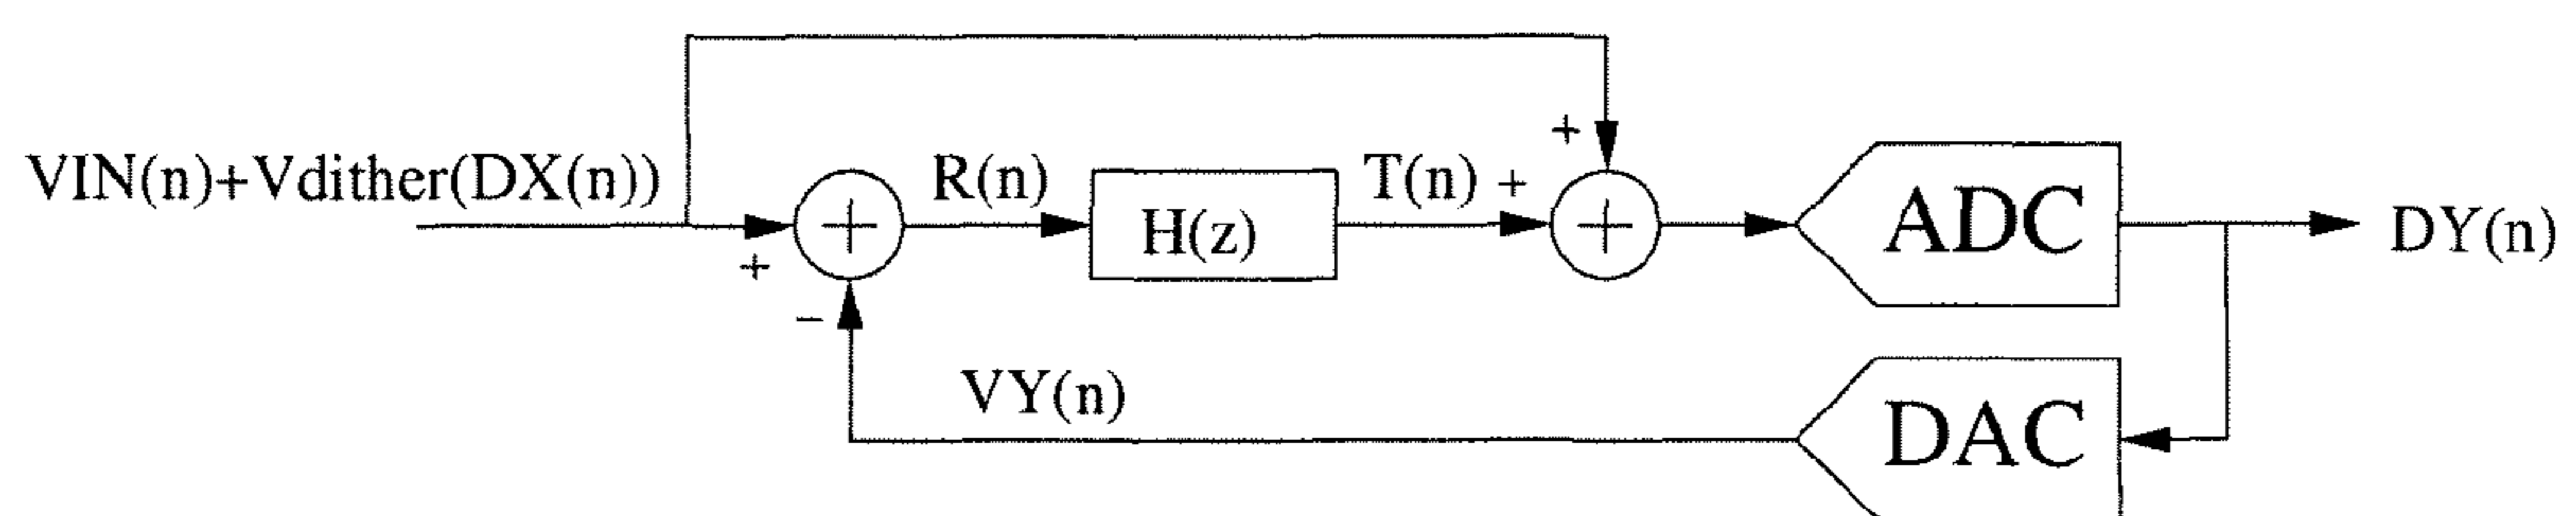 VIN(n)+Vdither(DX(n))
+
−
R(n)
H(z)
T(n)
+
+
ADC
DY(n)
VY(n)
DAC